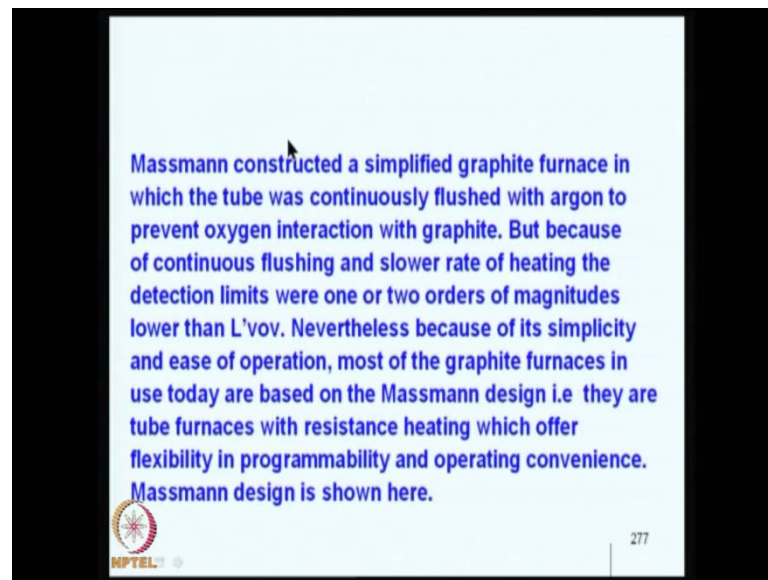 Massmann constructed a simplified graphite furnace in
which the tube was continuously flushed with argon to
prevent oxygen interaction with graphite. But because
of continuous flushing and slower rate of heating the
detection limits were one or two orders of magnitudes
lower than L'vov. Nevertheless because of its simplicity
and ease of operation, most of the graphite furnaces in
use today are based on the Massmann design i.e they are
tube furnaces with resistance heating which offer
flexibility in programmability and operating convenience.
Massmann design is shown here.
277
NPTEL